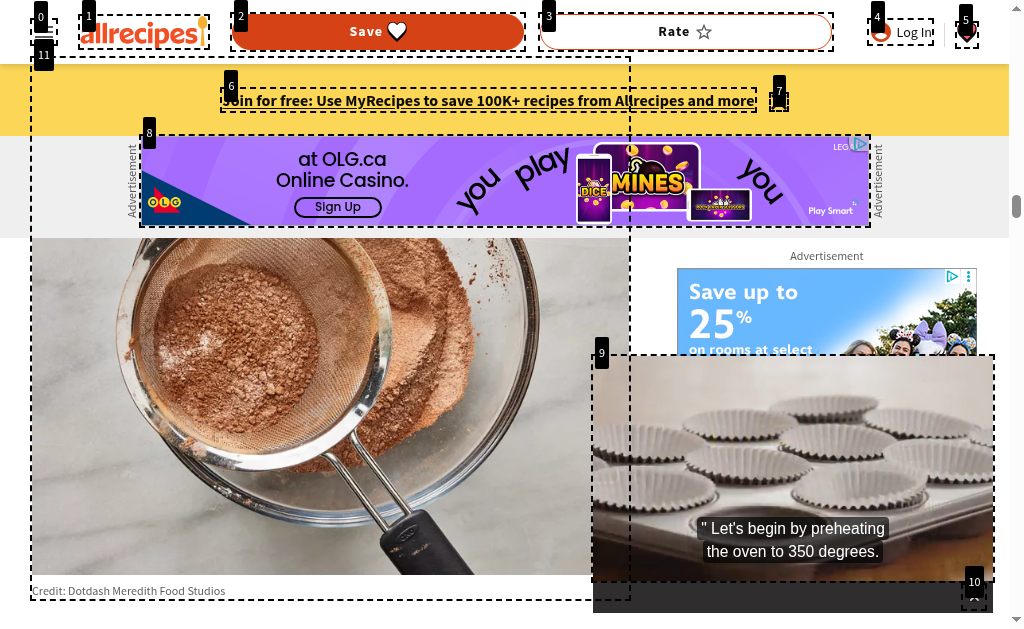 0
1
2
3
4
5
allrecipes
Save
Rate
Log In
11
6
7
Join for free: Use MyRecipes to save 100K+ recipes from Allrecipes and more
8
Advertisement
at OLG.ca
Online Casino.
Sign Up
OLG
you play
DICE
MINES
you
Play Smart
Advertisement
Advertisement
Save up to
25%
on rooms at select
9
" Let's begin by preheating
the oven to 350 degrees.
10
Credit: Dotdash Meredith Food Studios